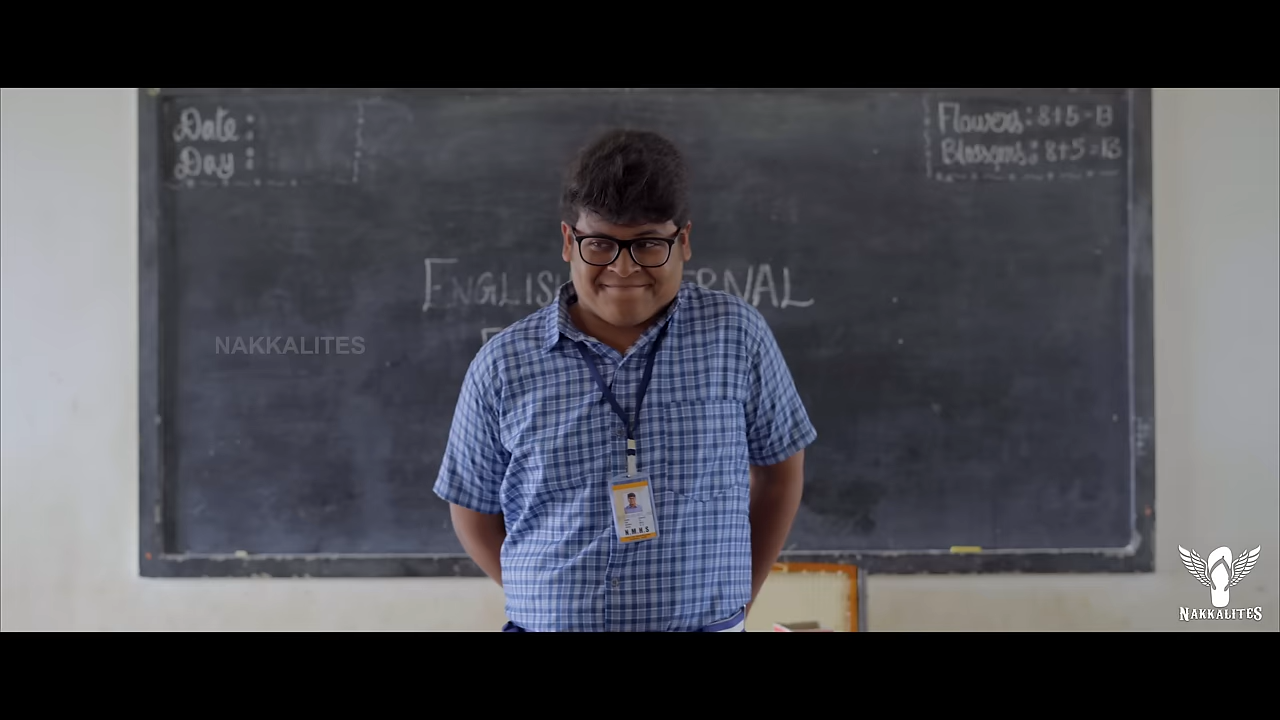 Date :
Day :
Flowers : 8+5=13
Blossoms : 8+5=13
NAKKALITES
N.M.H.S
NAKKALITES